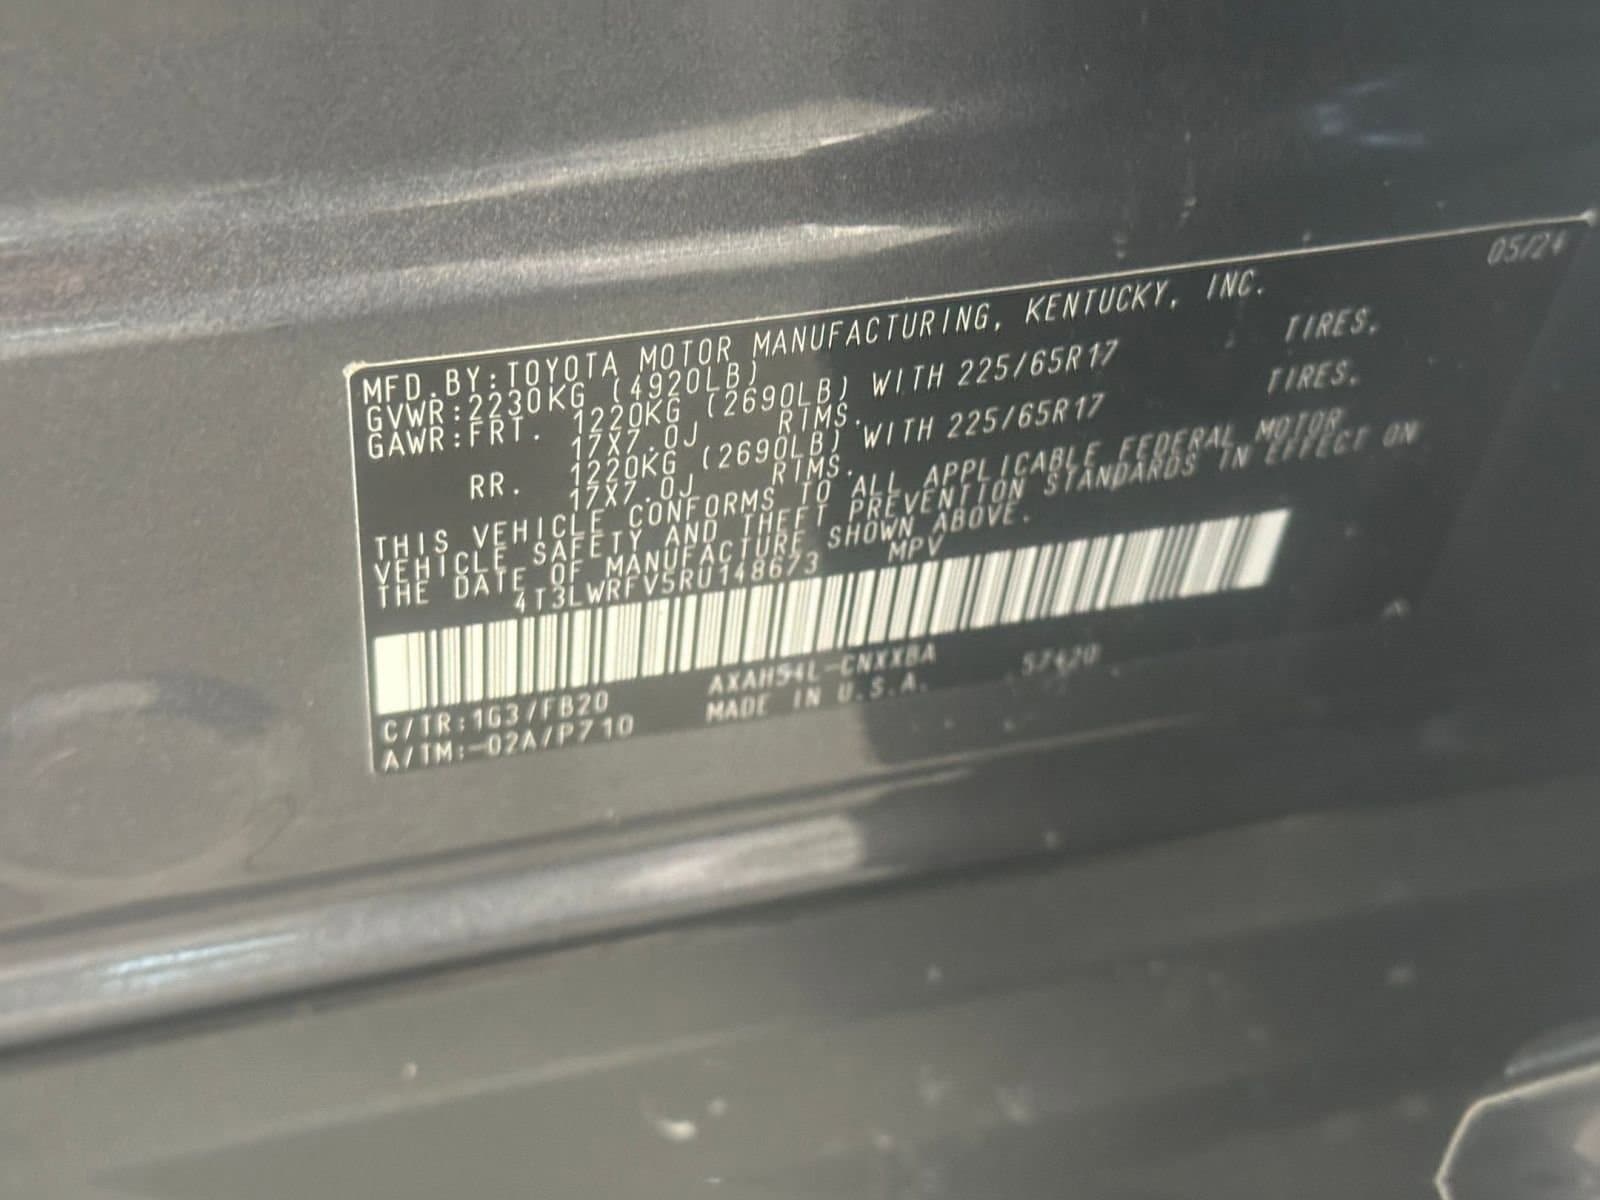 05/24
MFD.BY:TOYOTA MOTOR MANUFACTURING, KENTUCKY, INC.
GVWR:2230KG (4920LB)
GAWR:FRT. 1220KG (2690LB) WITH 225/65R17 TIRES.
17X7.0J RIMS.
RR. 1220KG (2690LB) WITH 225/65R17 TIRES.
17X7.0J RIMS.
THIS VEHICLE CONFORMS TO ALL APPLICABLE FEDERAL MOTOR
VEHICLE SAFETY AND THEFT PREVENTION STANDARDS IN EFFECT ON
THE DATE OF MANUFACTURE SHOWN ABOVE.
4T3LWRFV5RU148673 MPV
C/TR:1G3/FB20 AXAH54L-CNXXBA 57420
A/TM:-02A/P710 MADE IN U.S.A.